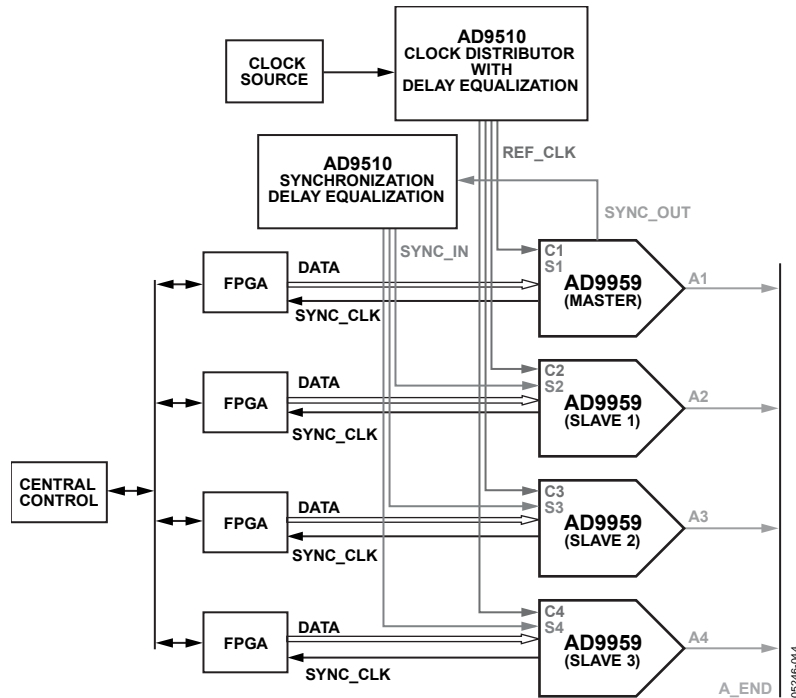 AD9510
CLOCK DISTRIBUTOR
WITH
DELAY EQUALIZATION
CLOCK
SOURCE
REF_CLK
AD9510
SYNCHRONIZATION
DELAY EQUALIZATION
SYNC_OUT
SYNC_IN
FPGA
DATA
SYNC_CLK
C1
S1
AD9959
(MASTER)
A1
FPGA
DATA
SYNC_CLK
C2
S2
AD9959
(SLAVE 1)
A2
CENTRAL
CONTROL
FPGA
DATA
SYNC_CLK
C3
S3
AD9959
(SLAVE 2)
A3
FPGA
DATA
SYNC_CLK
C4
S4
AD9959
(SLAVE 3)
A4
A_END
05246-044